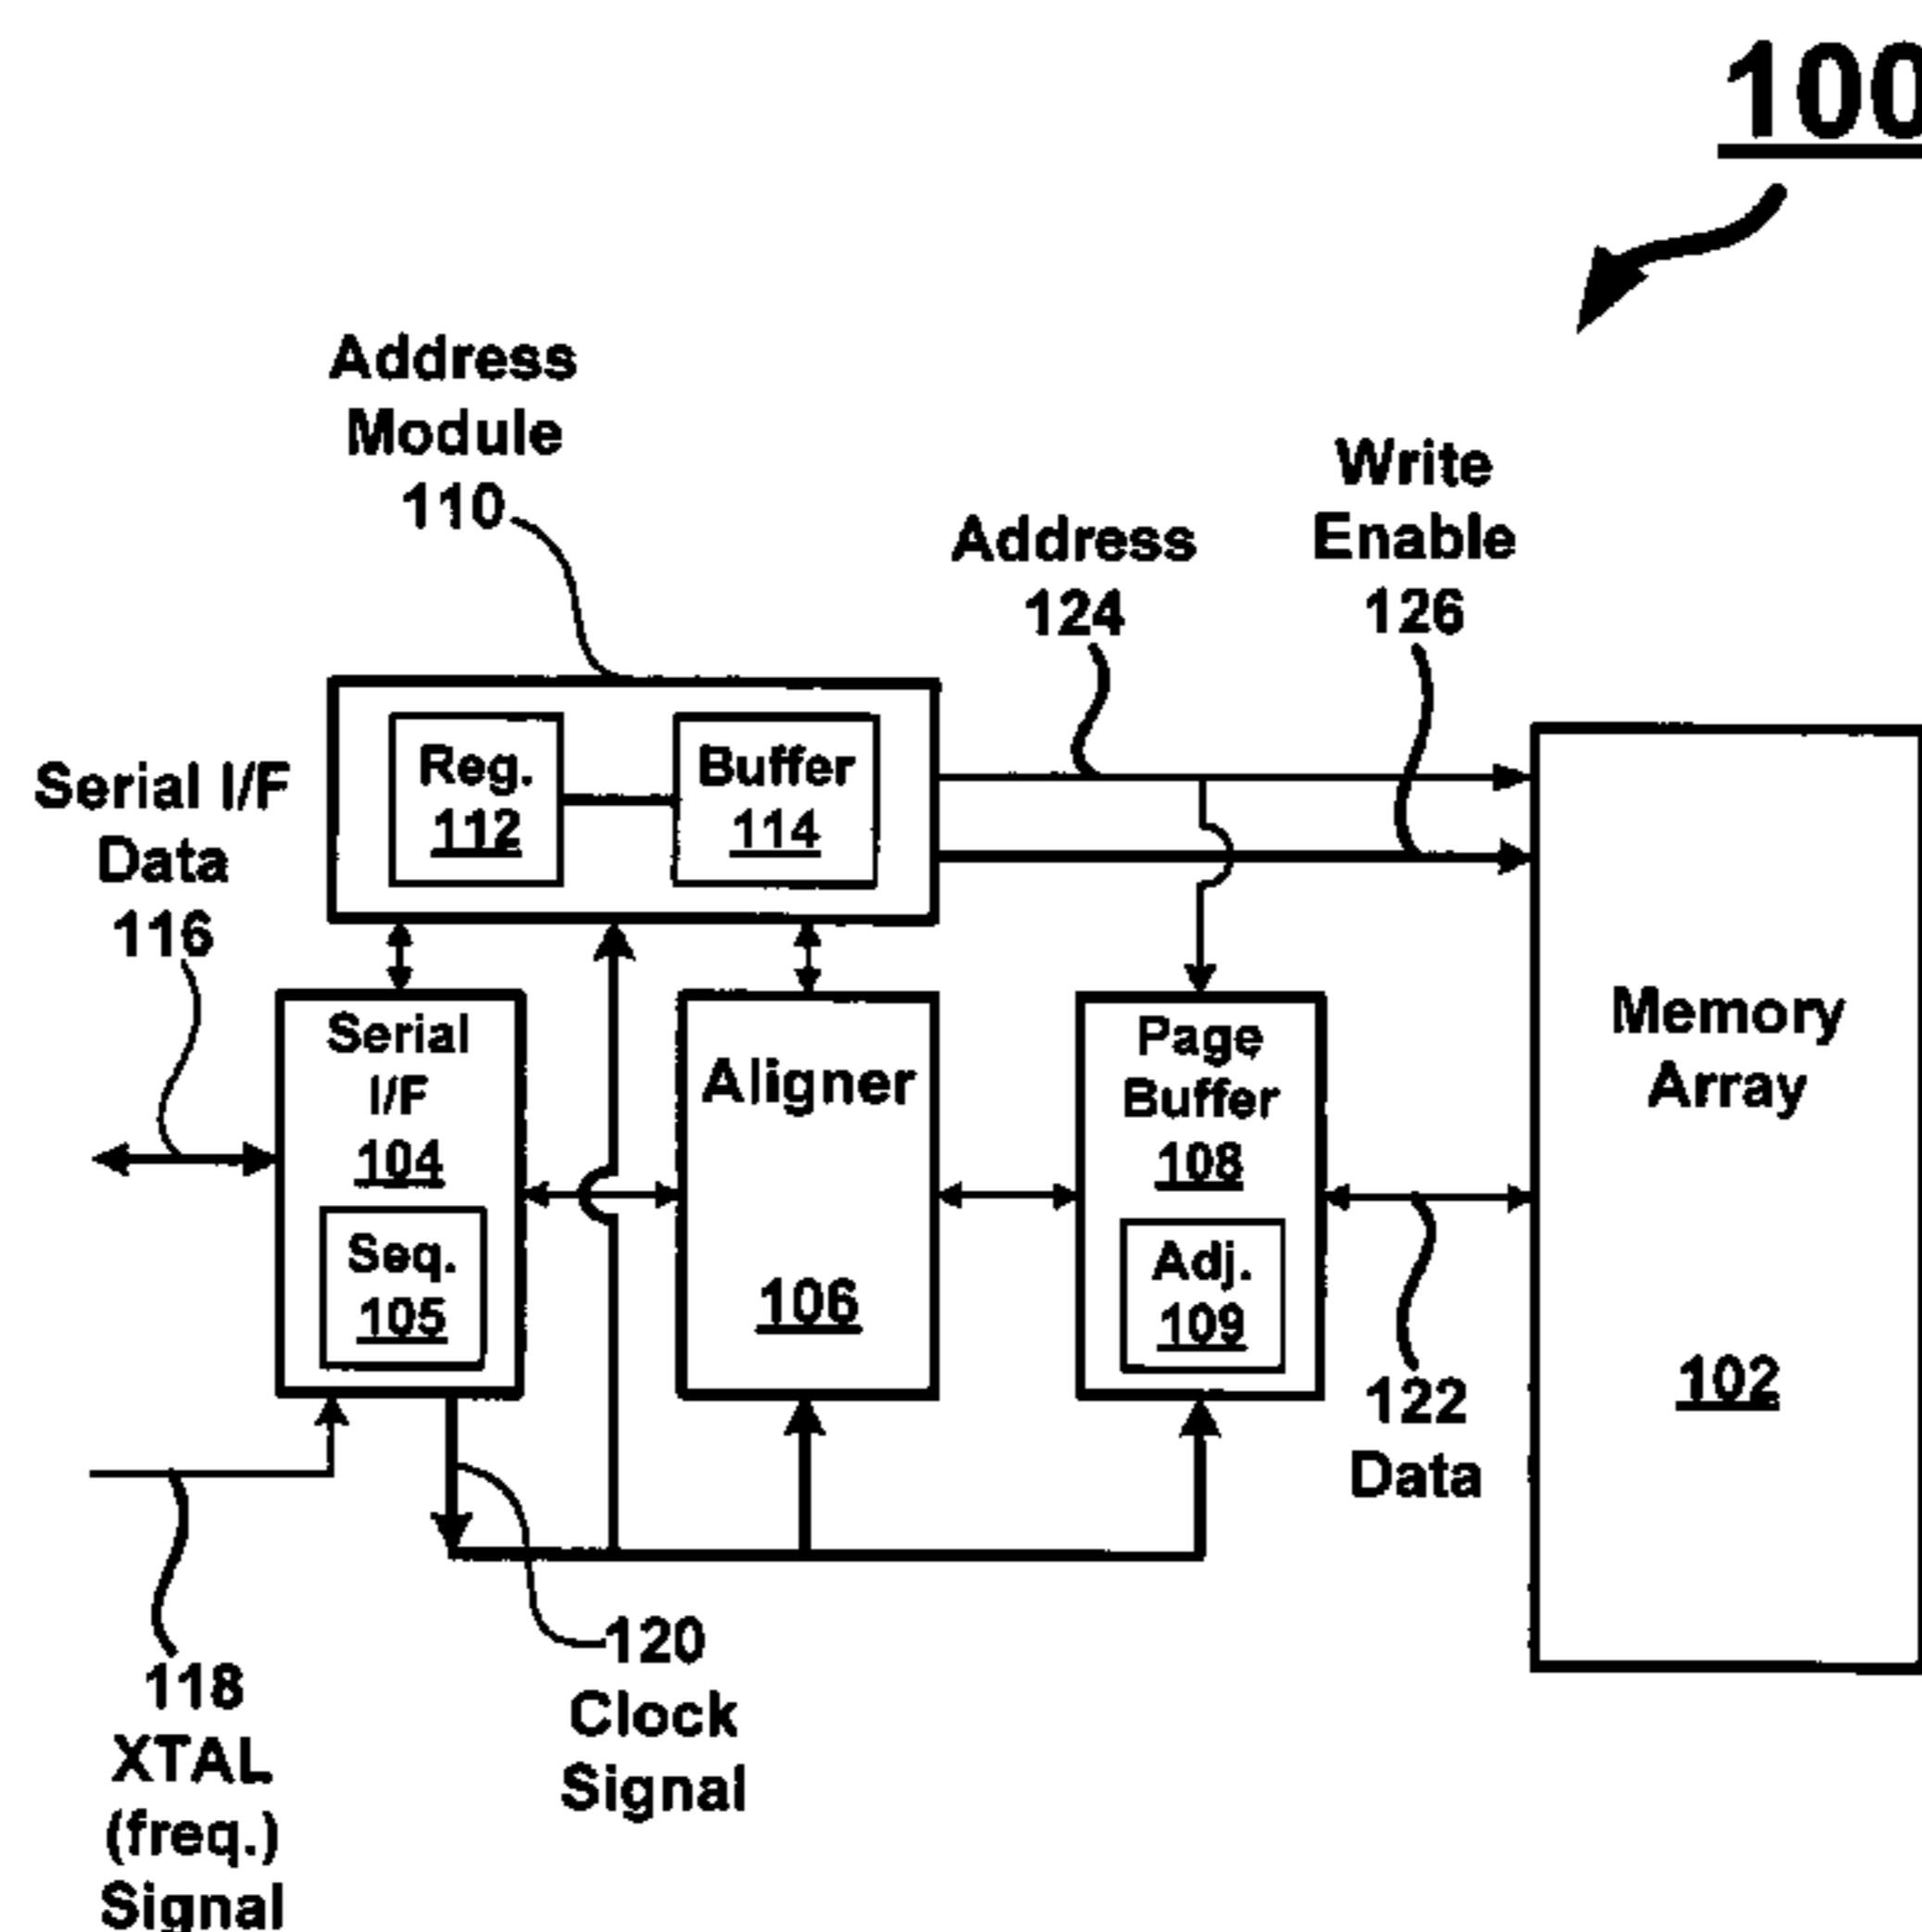 100
Address
Module
110
Address
124
Write
Enable
126
Serial I/F
Data
116
Reg.
112
Buffer
114
Serial
I/F
104
Seq.
105
Aligner
106
Page
Buffer
108
Adj.
109
Memory
Array
102
122
Data
118
XTAL
(freq.)
Signal
120
Clock
Signal